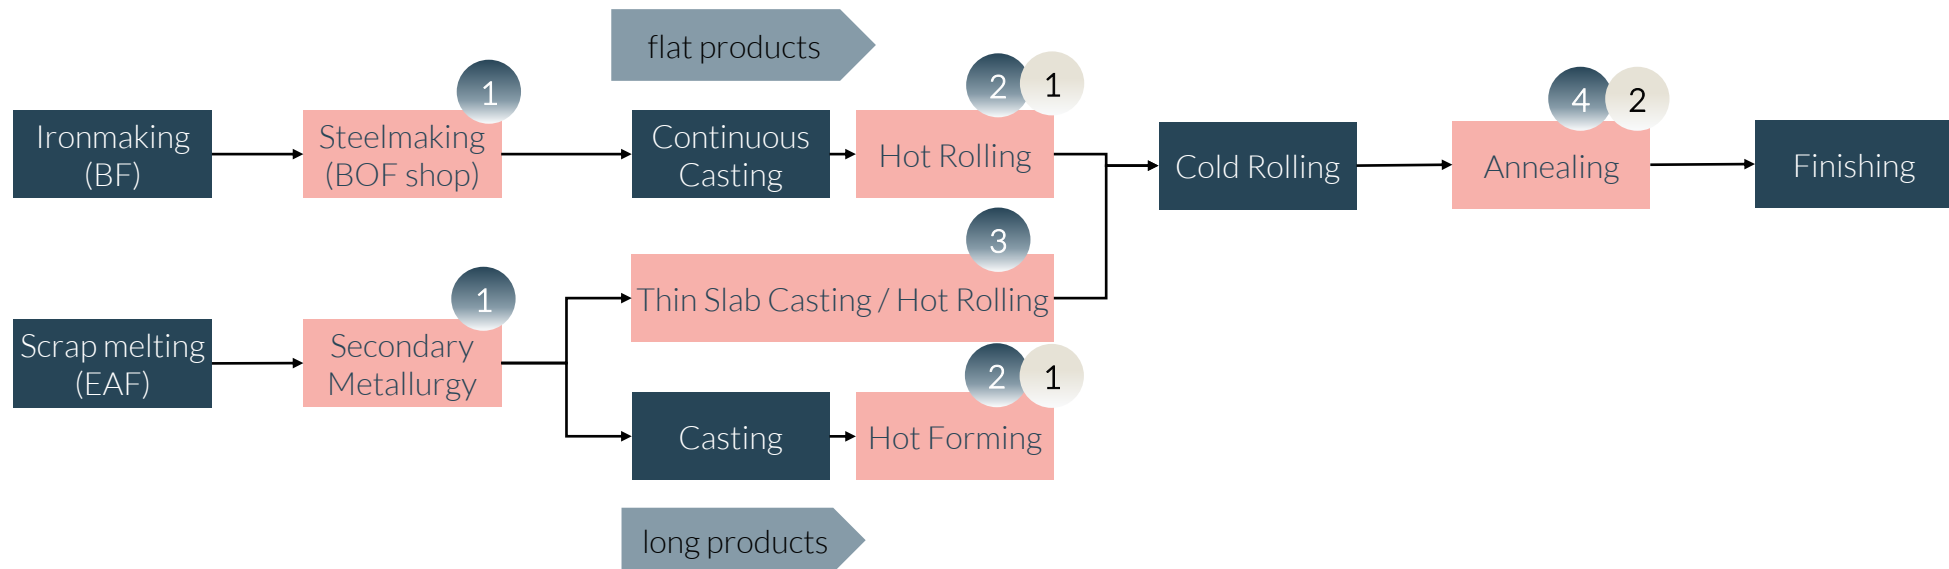 flat products
1
2
1
4
2
Ironmaking
(BF)
Steelmaking
(BOF shop)
Continuous
Casting
Hot Rolling
Cold Rolling
Annealing
Finishing
3
Thin Slab Casting / Hot Rolling
1
Scrap melting
(EAF)
Secondary
Metallurgy
2
1
Casting
Hot Forming
long products